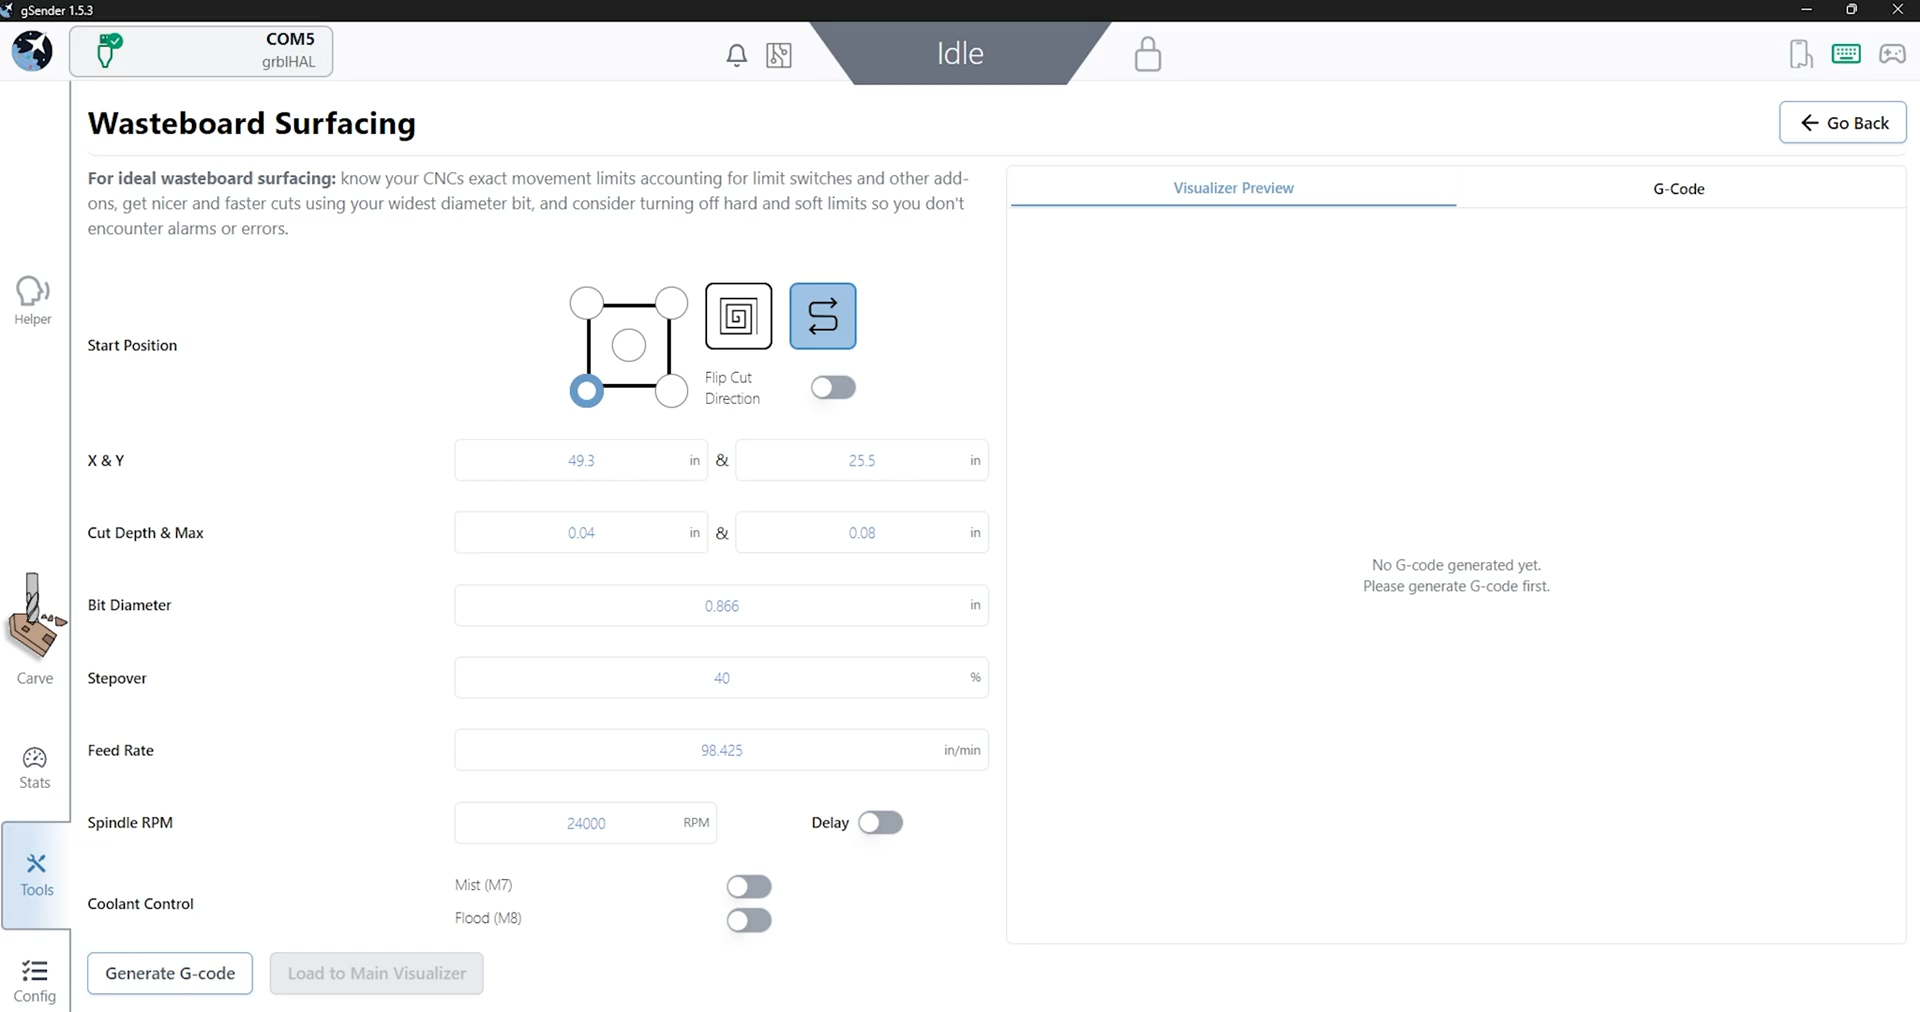 gSender 1.5.3
COM5
grblHAL
Idle
Wasteboard Surfacing
Go Back
For ideal wasteboard surfacing: know your CNCs exact movement limits accounting for limit switches and other add-
ons, get nicer and faster cuts using your widest diameter bit, and consider turning off hard and soft limits so you don't
encounter alarms or errors.
Visualizer Preview
G-Code
Helper
Start Position
Flip Cut
Direction
X & Y
49.3 in & 25.5 in
Cut Depth & Max
0.04 in & 0.08 in
No G-code generated yet.
Please generate G-code first.
Bit Diameter
0.866 in
Carve
Stepover
40 %
Feed Rate
98.425 in/min
Stats
Spindle RPM
24000 RPM
Delay
Tools
Coolant Control
Mist (M7)
Flood (M8)
Generate G-code
Load to Main Visualizer
Config